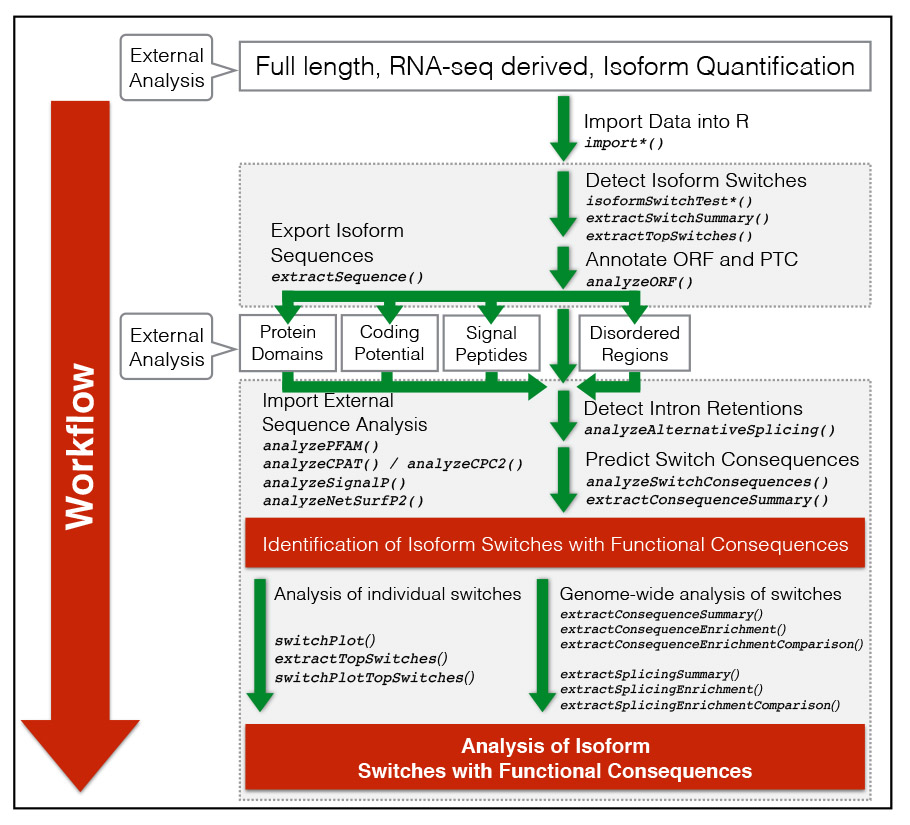 External
Analysis
Full length, RNA-seq derived, Isoform Quantification
Import Data into R
import*()
Detect Isoform Switches
isoformSwitchTest*()
extractSwitchSummary()
extractTopSwitches()
Export Isoform
Sequences
extractSequence()
Annotate ORF and PTC
analyzeORF()
External
Analysis
Protein
Domains
Coding
Potential
Signal
Peptides
Disordered
Regions
Workflow
Import External
Sequence Analysis
analyzePFAM()
analyzeCPAT() / analyzeCPC2()
analyzeSignalP()
analyzeNetSurfP2()
Detect Intron Retentions
analyzeAlternativeSplicing()
Predict Switch Consequences
analyzeSwitchConsequences()
extractConsequenceSummary()
Identification of Isoform Switches with Functional Consequences
Analysis of individual switches
switchPlot()
extractTopSwitches()
switchPlotTopSwitches()
Genome-wide analysis of switches
extractConsequenceSummary()
extractConsequenceEnrichment()
extractConsequenceEnrichmentComparison()
extractSplicingSummary()
extractSplicingEnrichment()
extractSplicingEnrichmentComparison()
Analysis of Isoform
Switches with Functional Consequences